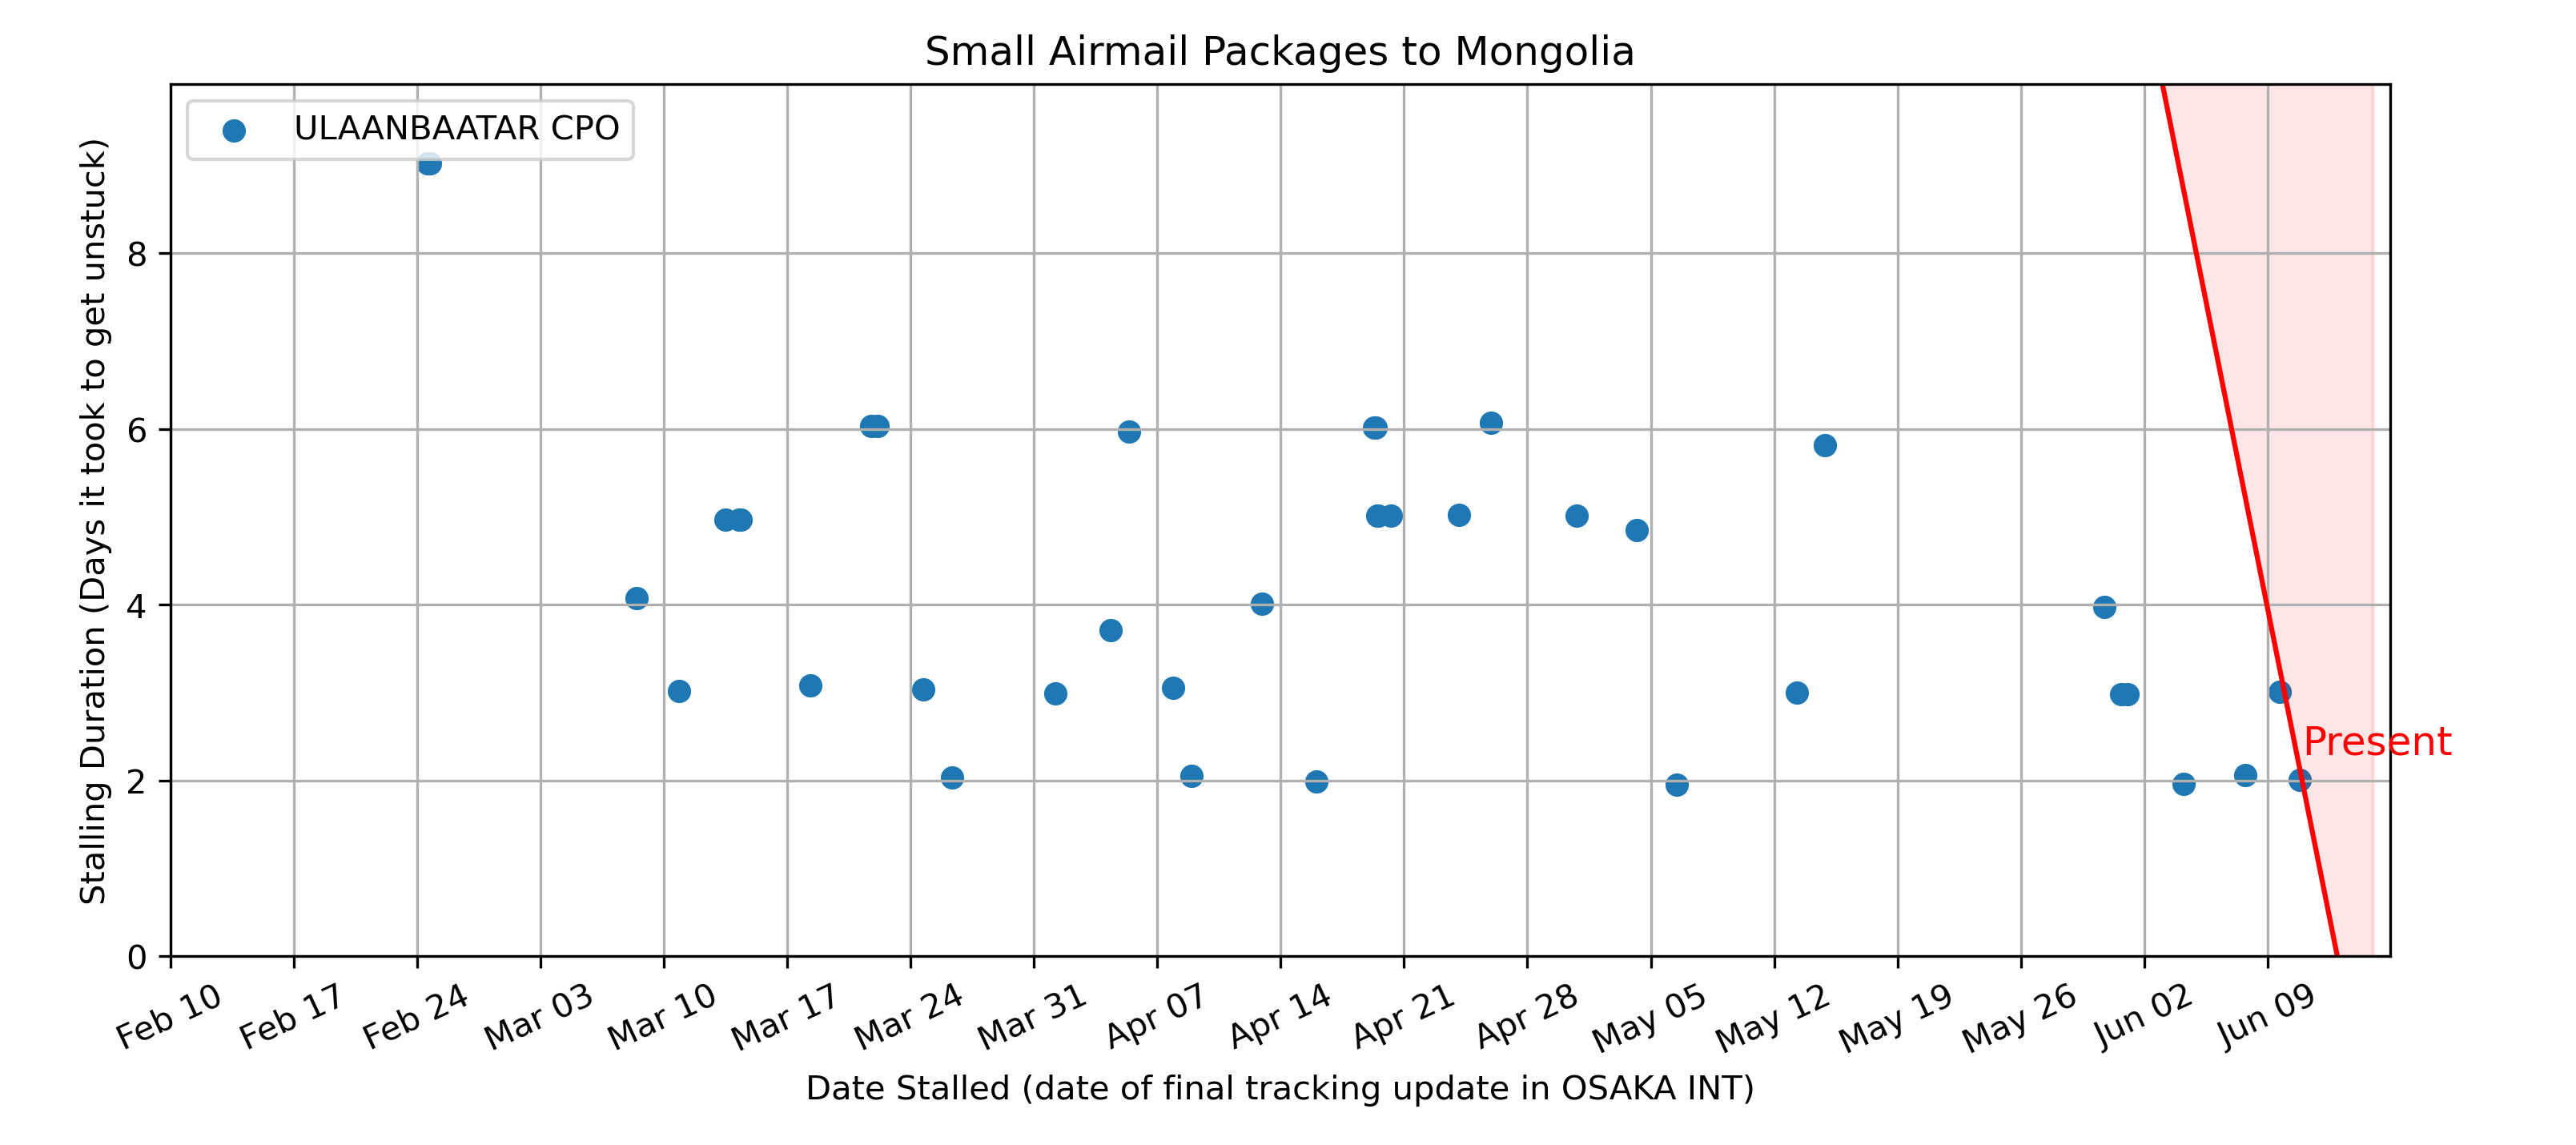 Small Airmail Packages to Mongolia
ULAANBAATAR CPO
Stalling Duration (Days it took to get unstuck)
8
6
4
2
0
Present
Feb 10
Feb 17
Feb 24
Mar 03
Mar 10
Mar 17
Mar 24
Mar 31
Apr 07
Apr 14
Apr 21
Apr 28
May 05
May 12
May 19
May 26
Jun 02
Jun 09
Date Stalled (date of final tracking update in OSAKA INT)